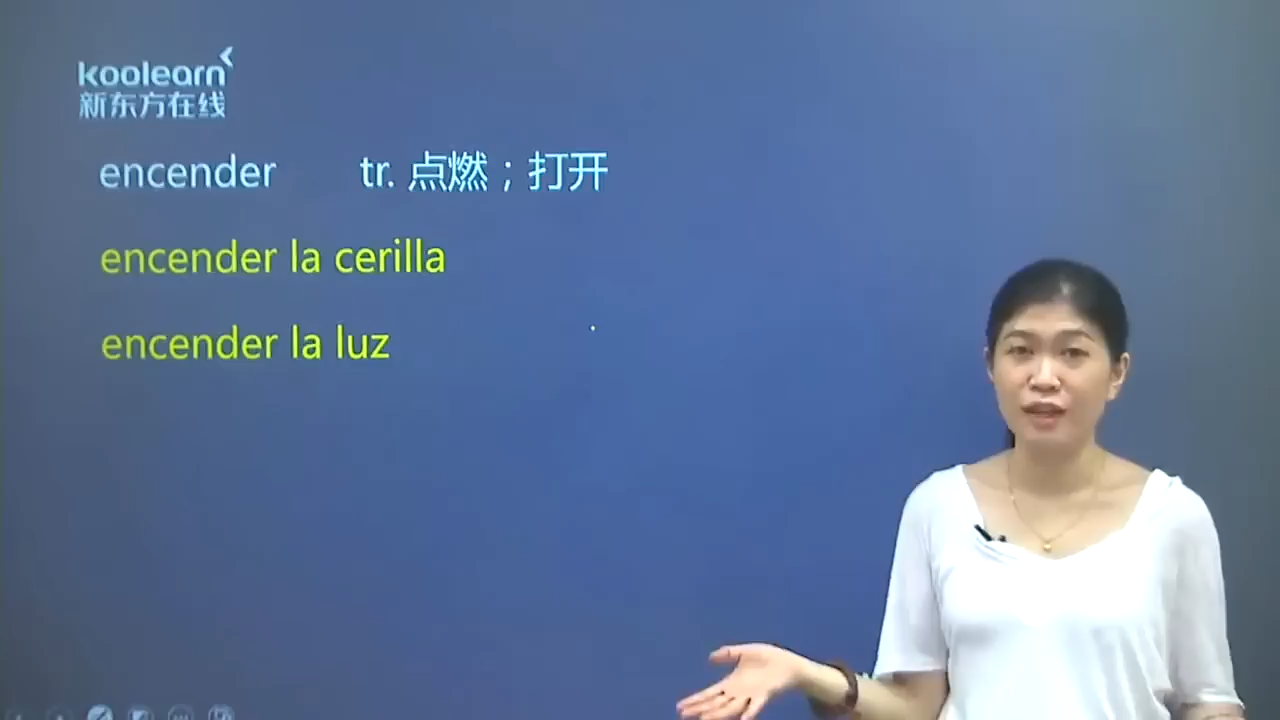 koolearn
新东方在线
encender tr. 点燃；打开
encender la cerilla
encender la luz